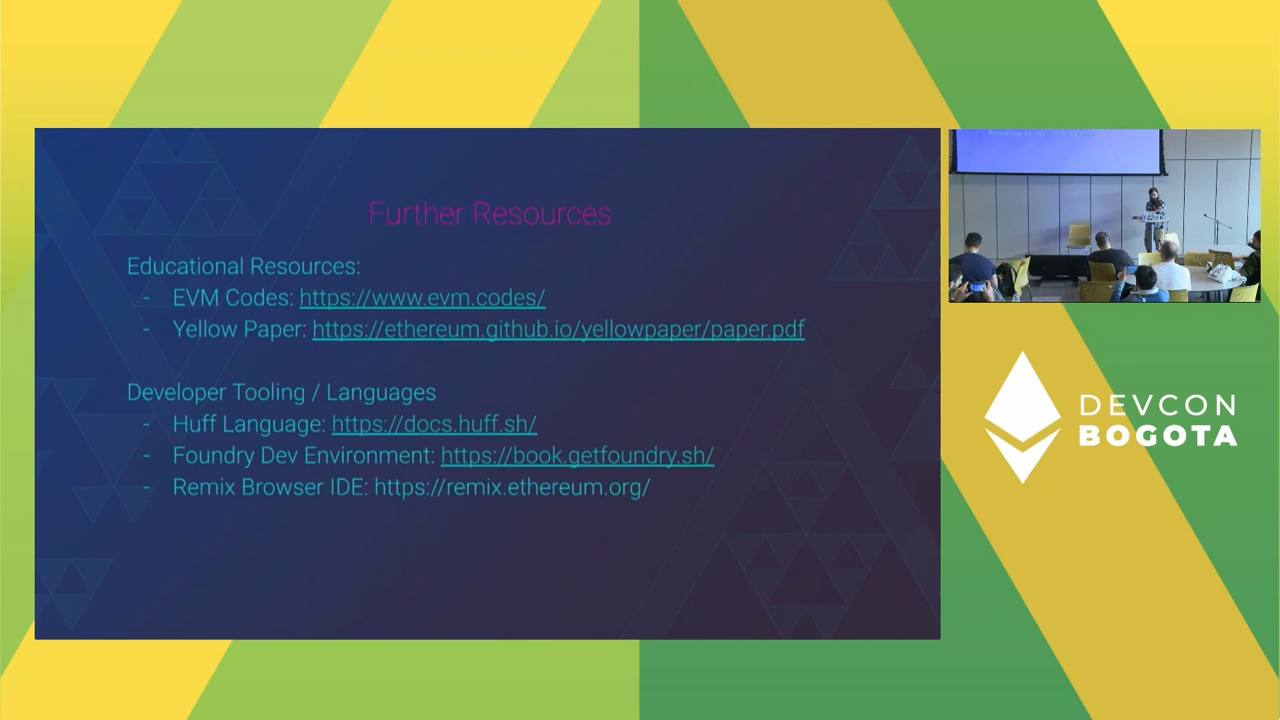 Further Resources
Educational Resources:
- EVM Codes: https://www.evm.codes/
- Yellow Paper: https://ethereum.github.io/yellowpaper/paper.pdf
Developer Tooling / Languages
- Huff Language: https://docs.huff.sh/
- Foundry Dev Environment: https://book.getfoundry.sh/
- Remix Browser IDE: https://remix.ethereum.org/
DEVCON
BOGOTA